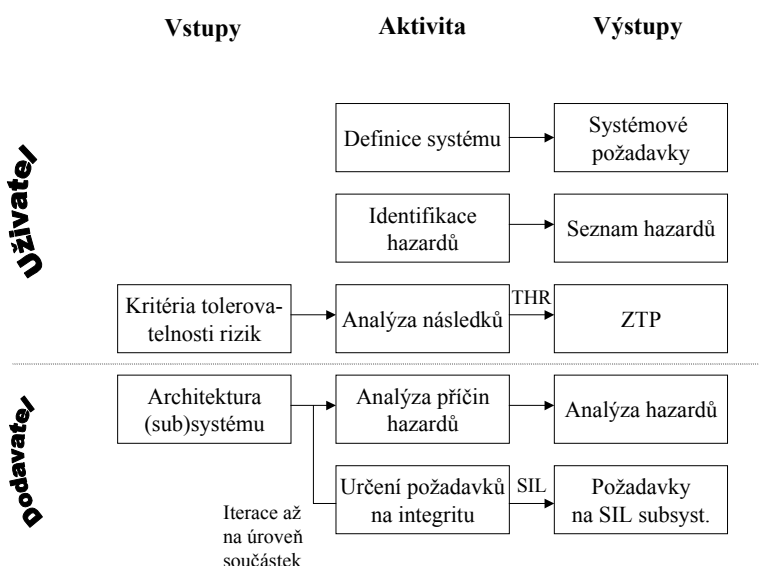 Vstupy Aktivita Výstupy
Uživatel
Definice systému
Systémové
požadavky
Identifikace
hazardů
Seznam hazardů
Kritéria tolerova-
telnosti rizik
Analýza následků
THR
ZTP
Dodavatel
Architektura
(sub)systému
Analýza příčin
hazardů
Analýza hazardů
Určení požadavků
na integritu
SIL
Požadavky
na SIL subsyst.
Iterace až
na úroveň
součástek